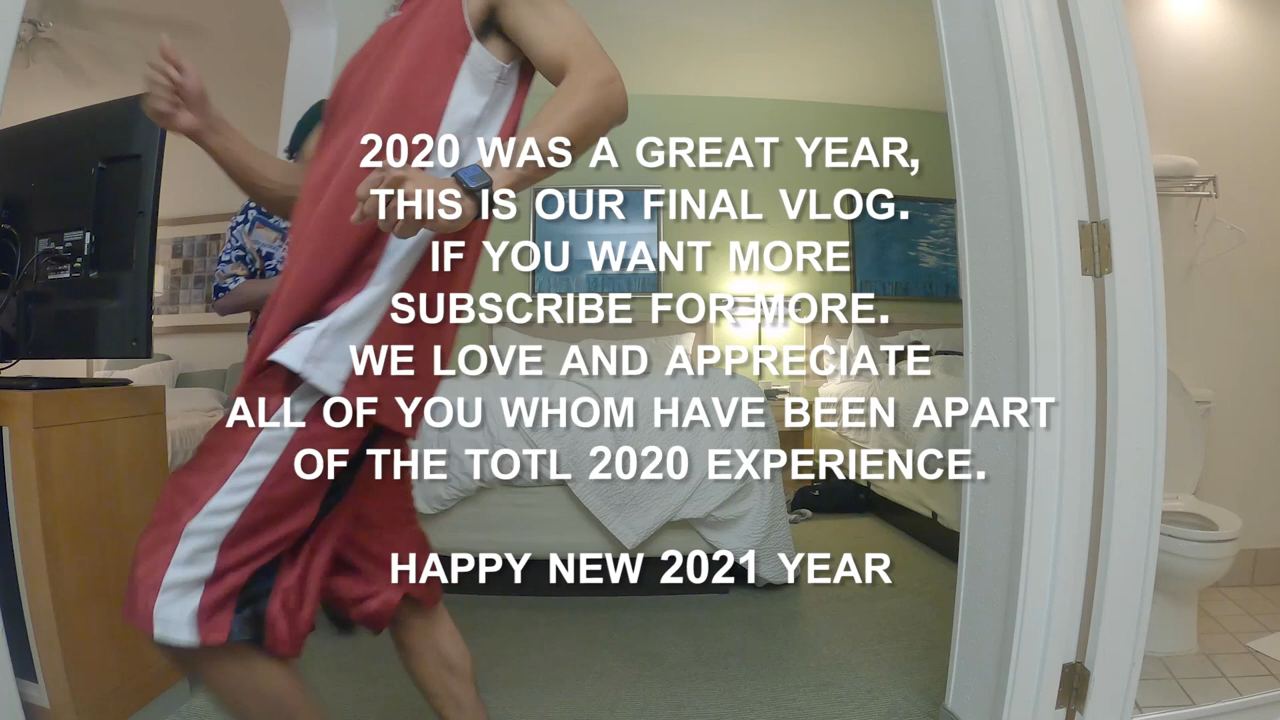 2020 WAS A GREAT YEAR,
THIS IS OUR FINAL VLOG.
IF YOU WANT MORE
SUBSCRIBE FOR MORE.
WE LOVE AND APPRECIATE
ALL OF YOU WHOM HAVE BEEN APART
OF THE TOTL 2020 EXPERIENCE.
HAPPY NEW 2021 YEAR